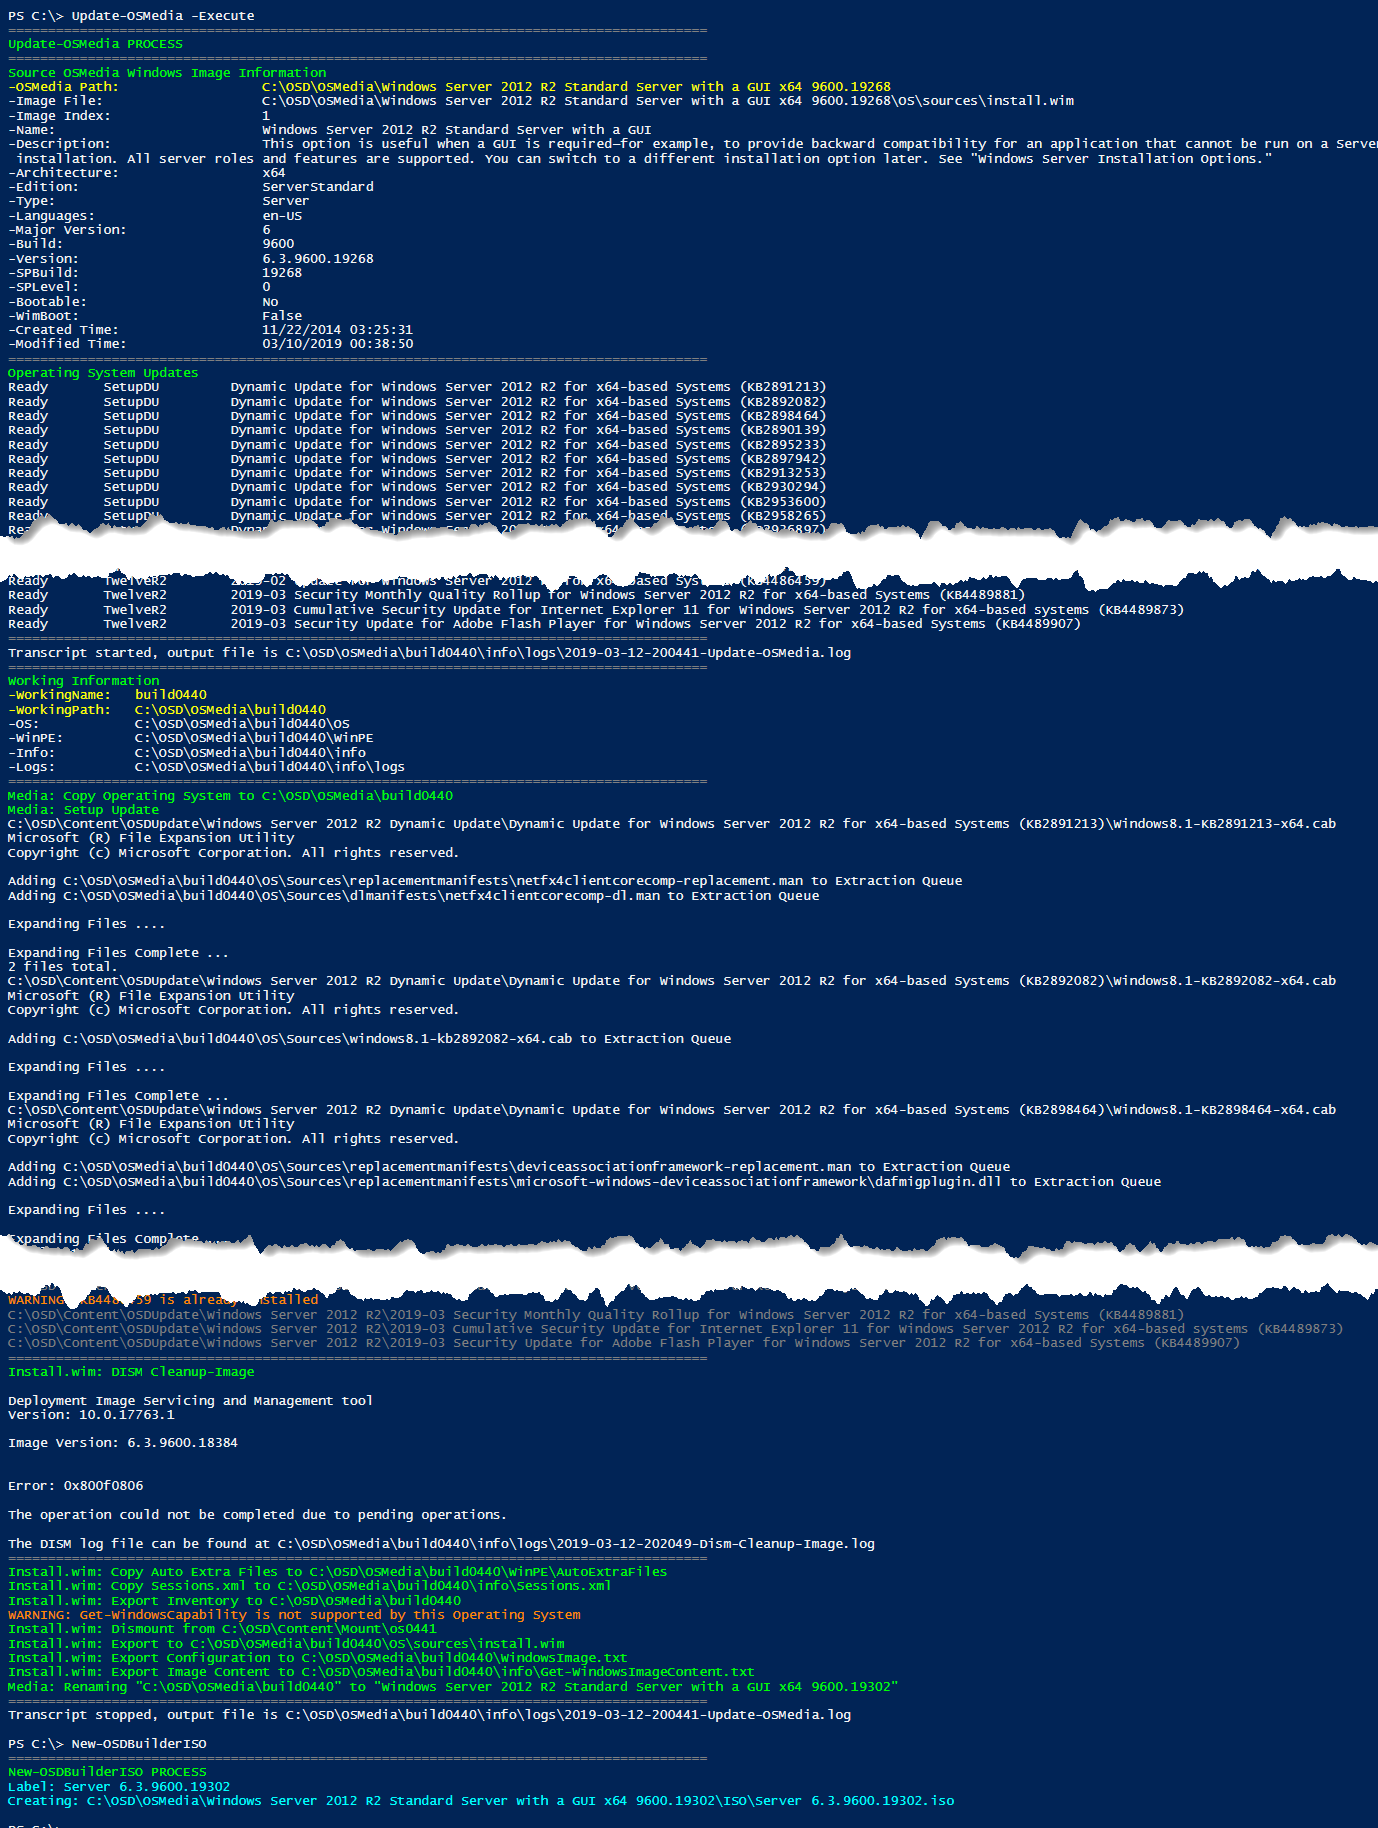 PS C:\> Update-OSMedia -Execute
========================================================================================
Update-OSMedia PROCESS
========================================================================================
Source OSMedia Windows Image Information
-OSMedia Path: C:\OSD\OSMedia\Windows Server 2012 R2 Standard Server with a GUI x64 9600.19268
-Image File: C:\OSD\OSMedia\Windows Server 2012 R2 Standard Server with a GUI x64 9600.19268\OS\sources\install.wim
-Image Index: 1
-Name: Windows Server 2012 R2 Standard Server with a GUI
-Description: This option is useful when a GUI is required—for example, to provide backward compatibility for an application that cannot be run on a Server
installation. All server roles and features are supported. You can switch to a different installation option later. See "Windows Server Installation Options."
-Architecture: x64
-Edition: ServerStandard
-Type: Server
-Languages: en-US
-Major Version: 6
-Build: 9600
-Version: 6.3.9600.19268
-SPBuild: 19268
-SPLevel: 0
-Bootable: No
-WimBoot: False
-Created Time: 11/22/2014 03:25:31
-Modified Time: 03/10/2019 00:38:50
========================================================================================
Operating System Updates
Ready SetupDU Dynamic Update for Windows Server 2012 R2 for x64-based Systems (KB2891213)
Ready SetupDU Dynamic Update for Windows Server 2012 R2 for x64-based Systems (KB2892082)
Ready SetupDU Dynamic Update for Windows Server 2012 R2 for x64-based Systems (KB2898464)
Ready SetupDU Dynamic Update for Windows Server 2012 R2 for x64-based Systems (KB2890139)
Ready SetupDU Dynamic Update for Windows Server 2012 R2 for x64-based Systems (KB2895233)
Ready SetupDU Dynamic Update for Windows Server 2012 R2 for x64-based Systems (KB2897942)
Ready SetupDU Dynamic Update for Windows Server 2012 R2 for x64-based Systems (KB2913253)
Ready SetupDU Dynamic Update for Windows Server 2012 R2 for x64-based Systems (KB2930294)
Ready SetupDU Dynamic Update for Windows Server 2012 R2 for x64-based Systems (KB2953600)
Ready SetupDU Dynamic Update for Windows Server 2012 R2 for x64-based Systems (KB2958265)
Ready TwelveR2 2019-02 Update for Windows Server 2012 for x64-based (KB4486459)
Ready TwelveR2 2019-03 Security Monthly Quality Rollup for Windows Server 2012 R2 for x64-based Systems (KB4489881)
Ready TwelveR2 2019-03 Cumulative Security Update for Internet Explorer 11 for Windows Server 2012 R2 for x64-based systems (KB4489873)
Ready TwelveR2 2019-03 Security Update for Adobe Flash Player for Windows Server 2012 R2 for x64-based Systems (KB4489907)
========================================================================================
Transcript started, output file is C:\OSD\OSMedia\build0440\info\logs\2019-03-12-200441-Update-OSMedia.log
========================================================================================
Working Information
-WorkingName: build0440
-WorkingPath: C:\OSD\OSMedia\build0440
-OS: C:\OSD\OSMedia\build0440\OS
-WinPE: C:\OSD\OSMedia\build0440\WinPE
-Info: C:\OSD\OSMedia\build0440\info
-Logs: C:\OSD\OSMedia\build0440\info\logs
========================================================================================
Media: Copy Operating System to C:\OSD\OSMedia\build0440
Media: Setup Update
C:\OSD\Content\OSDUpdate\Windows Server 2012 R2 Dynamic Update\Dynamic Update for Windows Server 2012 R2 for x64-based Systems (KB2891213)\Windows8.1-KB2891213-x64.cab
Microsoft (R) File Expansion Utility
Copyright (c) Microsoft Corporation. All rights reserved.
Adding C:\OSD\OSMedia\build0440\OS\Sources\replacementmanifests\netfx4clientcorecomp-replacement.man to Extraction Queue
Adding C:\OSD\OSMedia\build0440\OS\Sources\dlmanifests\netfx4clientcorecomp-dl.man to Extraction Queue
Expanding Files ....
Expanding Files Complete ...
2 files total.
C:\OSD\Content\OSDUpdate\Windows Server 2012 R2 Dynamic Update\Dynamic Update for Windows Server 2012 R2 for x64-based Systems (KB2892082)\Windows8.1-KB2892082-x64.cab
Microsoft (R) File Expansion Utility
Copyright (c) Microsoft Corporation. All rights reserved.
Adding C:\OSD\OSMedia\build0440\OS\Sources\windows8.1-kb2892082-x64.cab to Extraction Queue
Expanding Files ....
Expanding Files Complete ...
C:\OSD\Content\OSDUpdate\Windows Server 2012 R2 Dynamic Update\Dynamic Update for Windows Server 2012 R2 for x64-based Systems (KB2898464)\Windows8.1-KB2898464-x64.cab
Microsoft (R) File Expansion Utility
Copyright (c) Microsoft Corporation. All rights reserved.
Adding C:\OSD\OSMedia\build0440\OS\Sources\replacementmanifests\deviceassociationframework-replacement.man to Extraction Queue
Adding C:\OSD\OSMedia\build0440\OS\Sources\replacementmanifests\microsoft-windows-deviceassociationframework\dafmigplugin.dll to Extraction Queue
Expanding Files ....
Expanding Files Complete
WARNING: is already installed
C:\OSD\Content\OSDUpdate\Windows Server 2012 R2\2019-03 Security Monthly Quality Rollup for Windows Server 2012 R2 for x64-based Systems (KB4489881)
C:\OSD\Content\OSDUpdate\Windows Server 2012 R2\2019-03 Cumulative Security Update for Internet Explorer 11 for Windows Server 2012 R2 for x64-based systems (KB4489873)
C:\OSD\Content\OSDUpdate\Windows Server 2012 R2\2019-03 Security Update for Adobe Flash Player for Windows Server 2012 R2 for x64-based Systems (KB4489907)
========================================================================================
Install.wim: DISM Cleanup-Image
Deployment Image Servicing and Management tool
Version: 10.0.17763.1
Image Version: 6.3.9600.18384
Error: 0x800f0806
The operation could not be completed due to pending operations.
The DISM log file can be found at C:\OSD\OSMedia\build0440\info\logs\2019-03-12-202049-Dism-Cleanup-Image.log
========================================================================================
Install.wim: Copy Auto Extra Files to C:\OSD\OSMedia\build0440\WinPE\AutoExtraFiles
Install.wim: Copy Sessions.xml to C:\OSD\OSMedia\build0440\info\Sessions.xml
Install.wim: Export Inventory to C:\OSD\OSMedia\build0440
WARNING: Get-WindowsCapability is not supported by this Operating System
Install.wim: Dismount from C:\OSD\Content\Mount\os0441
Install.wim: Export to C:\OSD\OSMedia\build0440\OS\sources\install.wim
Install.wim: Export Configuration to C:\OSD\OSMedia\build0440\WindowsImage.txt
Install.wim: Export Image Content to C:\OSD\OSMedia\build0440\info\Get-WindowsImageContent.txt
Media: Renaming "C:\OSD\OSMedia\build0440" to "Windows Server 2012 R2 Standard Server with a GUI x64 9600.19302"
========================================================================================
Transcript stopped, output file is C:\OSD\OSMedia\build0440\info\logs\2019-03-12-200441-Update-OSMedia.log
PS C:\> New-OSDBuilderISO
========================================================================================
New-OSDBuilderISO PROCESS
Label: Server 6.3.9600.19302
Creating: C:\OSD\OSMedia\Windows Server 2012 R2 Standard Server with a GUI x64 9600.19302\ISO\Server 6.3.9600.19302.iso